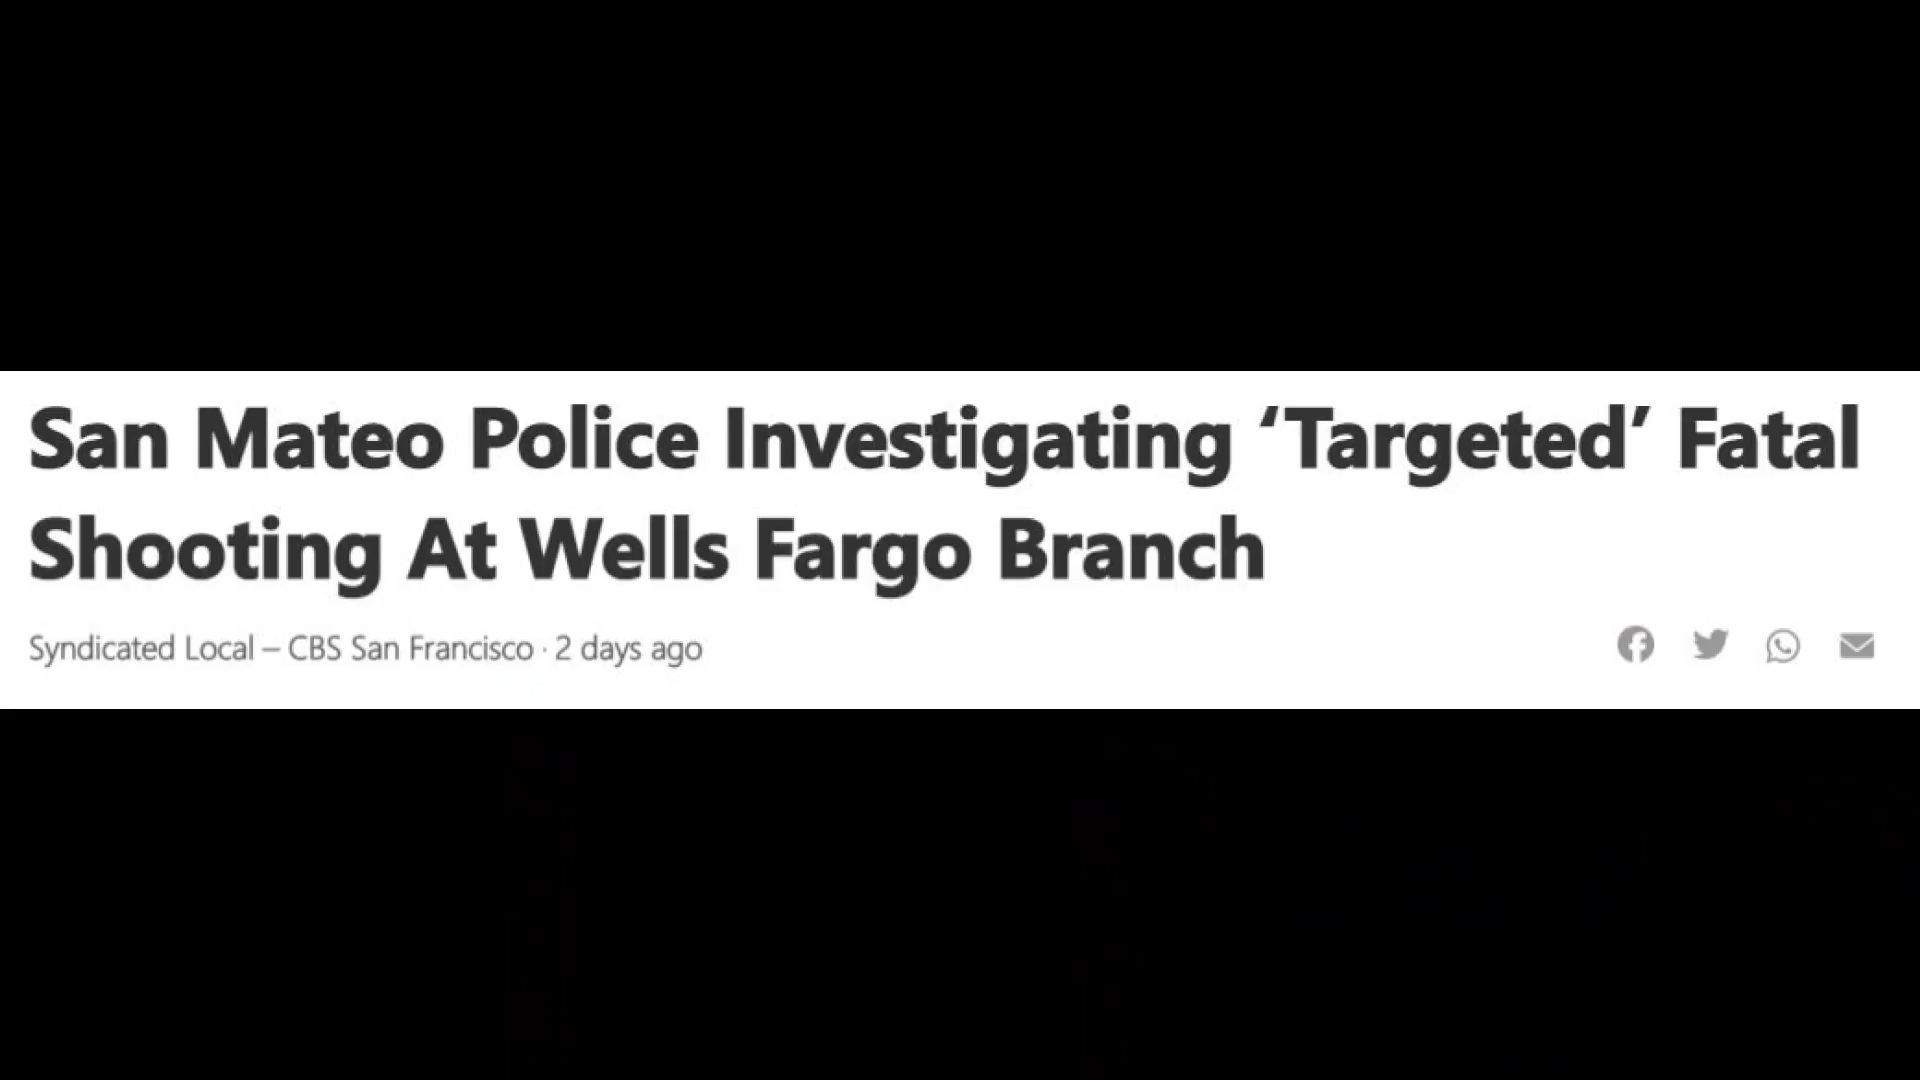 San Mateo Police Investigating ‘Targeted’ Fatal
Shooting At Wells Fargo Branch
Syndicated Local – CBS San Francisco · 2 days ago